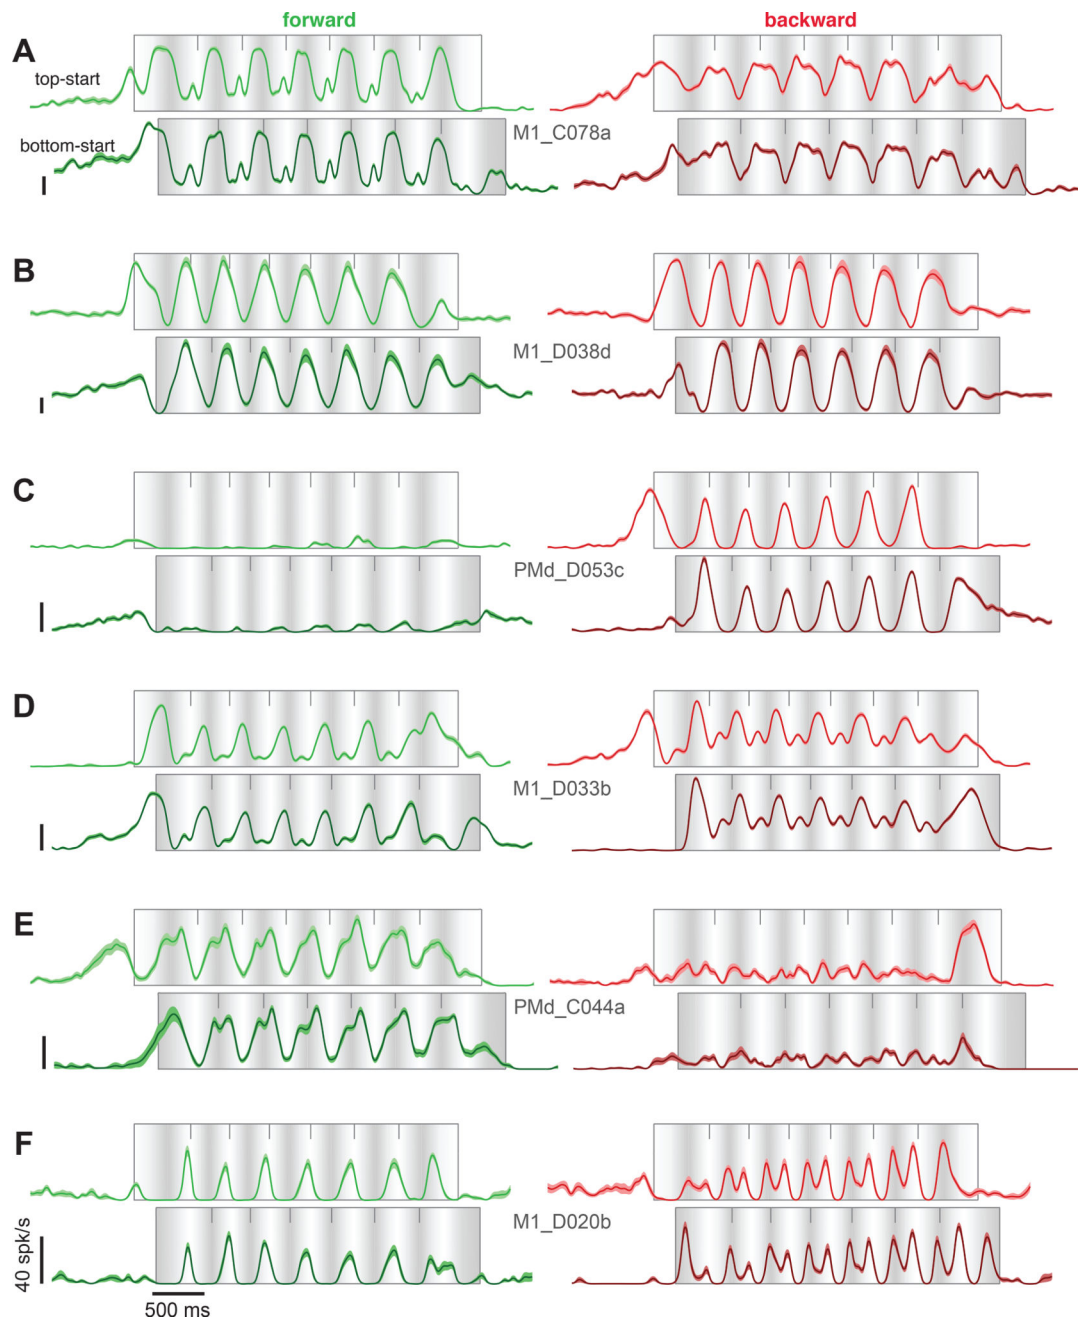 forward
backward
A
top-start
bottom-start
M1_C078a
B
M1_D038d
C
PMd_D053c
D
M1_D033b
E
PMd_C044a
F
M1_D020b
40 spk/s
500 ms